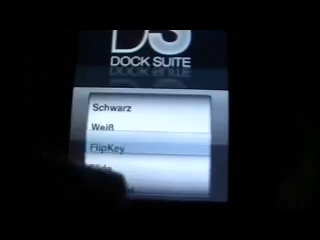 DS
DOCK SUITE
Schwarz
Weiß
FlipKey